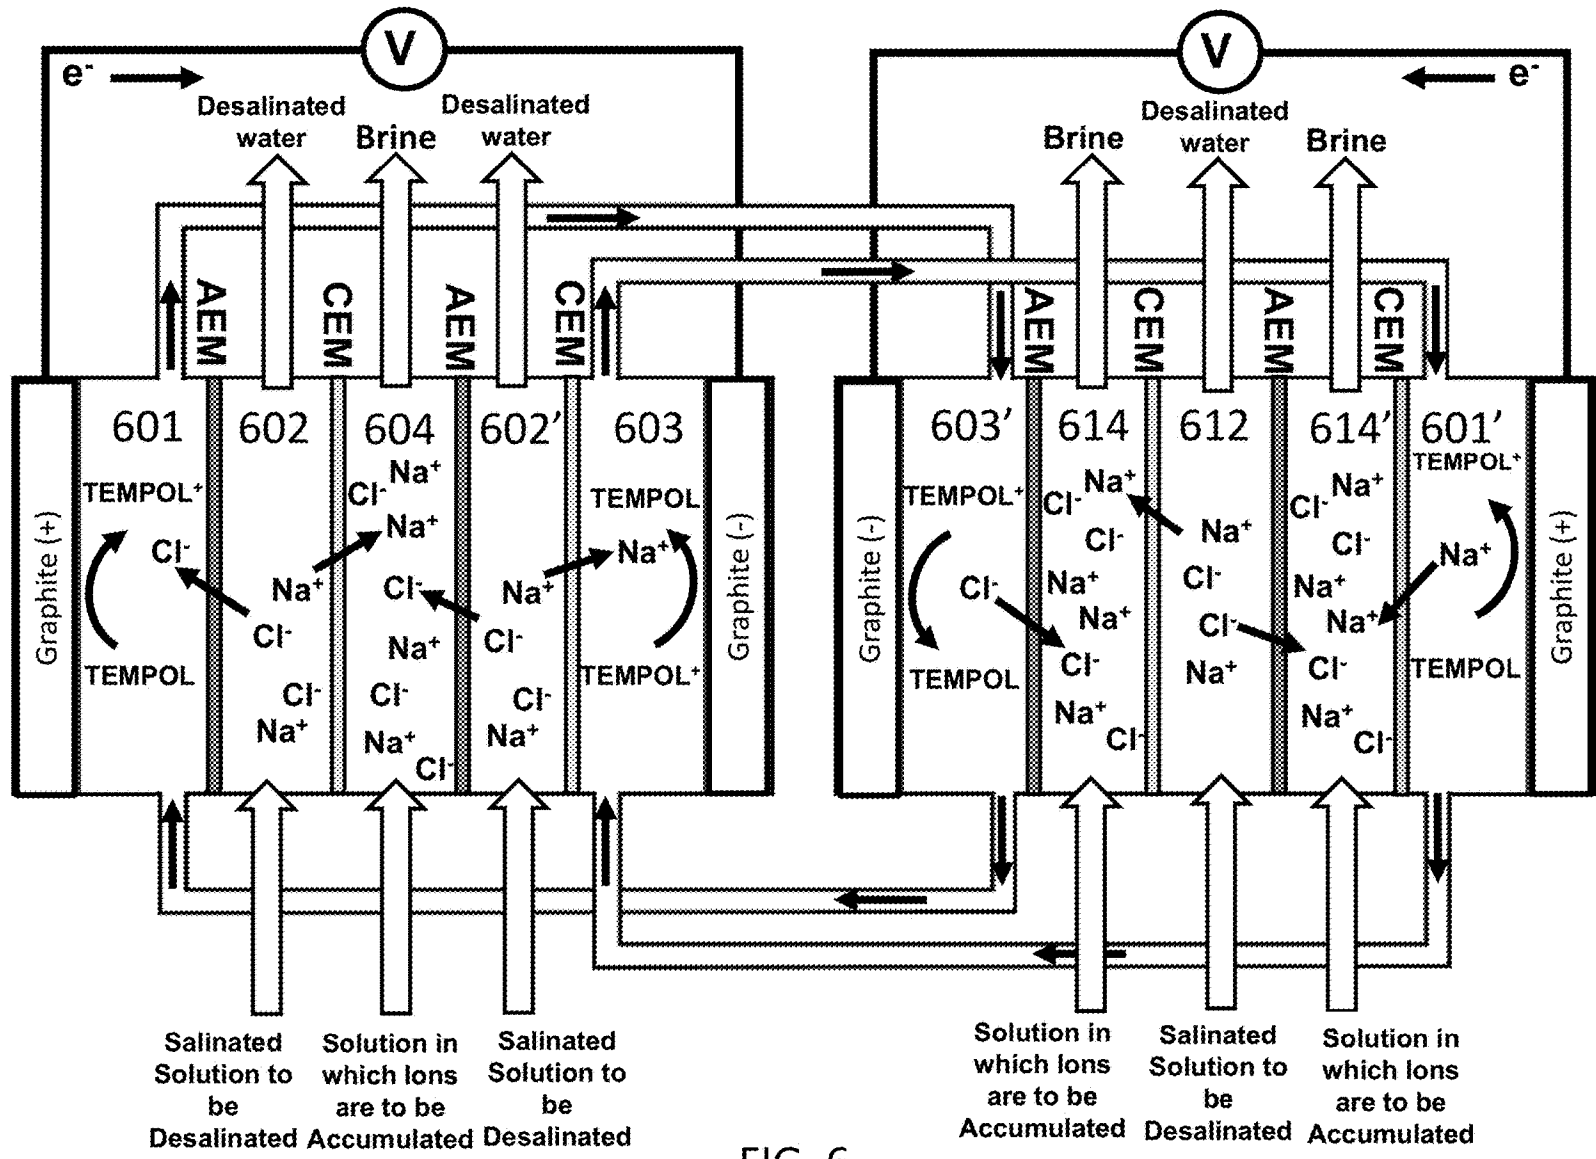 V
V
e-
e-
Desalinated
water
Brine
Desalinated
water
Brine
Desalinated
water
Brine
AEM
CEM
AEM
CEM
AEM
CEM
AEM
CEM
Graphite (+)
601
TEMPOL+
Cl-
TEMPOL
602
Na+
Cl-
Cl-
Na+
604
Na+
Cl-
Na+
Cl-
Na+
Cl-
Na+
Cl-
602’
Na+
Cl-
Cl-
Na+
603
TEMPOL
Na+
TEMPOL+
Graphite (-)
Graphite (-)
603’
TEMPOL+
Cl-
TEMPOL
614
Na+
Cl-
Cl-
Na+
Na+
Cl-
Na+
Cl-
612
Na+
Cl-
Cl-
Na+
614’
Na+
Cl-
Cl-
Na+
Na+
Cl-
Na+
Cl-
601’
TEMPOL+
Na+
TEMPOL
Graphite (+)
Salinated
Solution to
be
Desalinated
Solution in
which Ions
are to be
Accumulated
Salinated
Solution to
be
Desalinated
Solution in
which Ions
are to be
Accumulated
Salinated
Solution to
be
Desalinated
Solution in
which Ions
are to be
Accumulated
FIG. 6